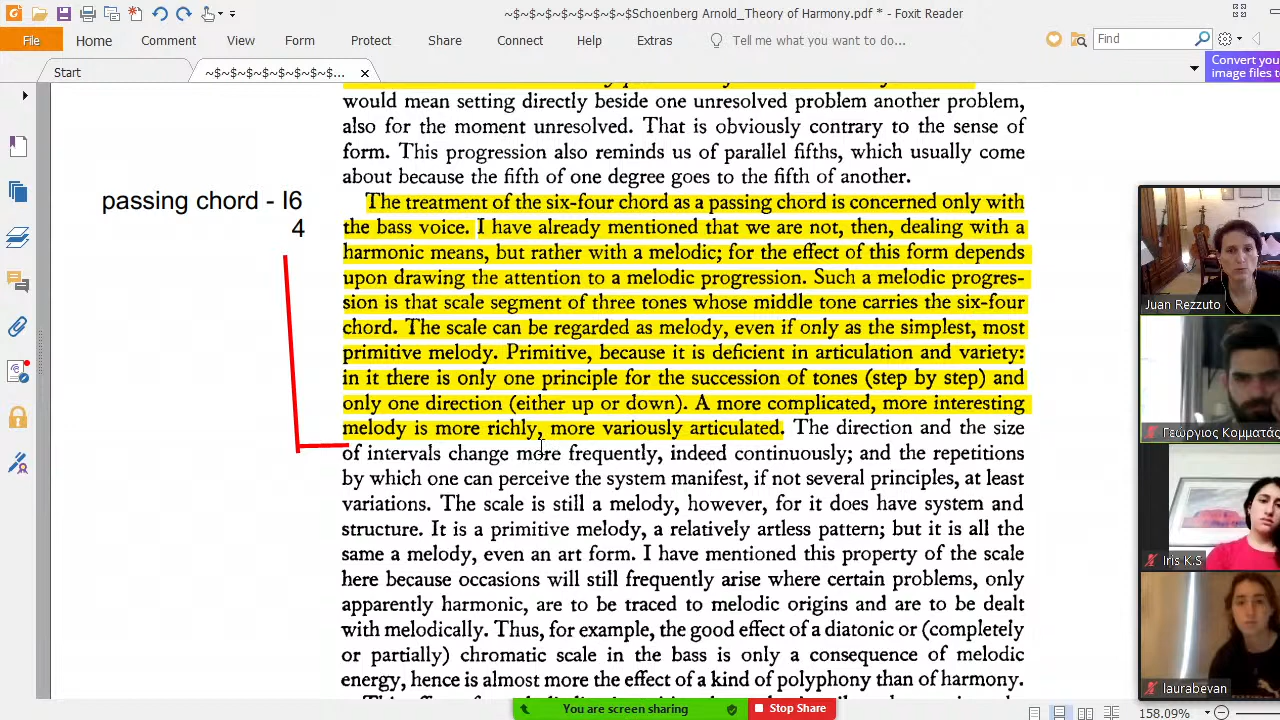 ~$~$~$~$~$~$~$~$Schoenberg Arnold_Theory of Harmony.pdf * - Foxit Reader
File Home Comment View Form Protect Share Connect Help Extras Tell me what you want to do... Find
Start ~$~$~$~$~$~$~$~$... Convert you
image files to
would mean setting directly beside one unresolved problem another problem,
also for the moment unresolved. That is obviously contrary to the sense of
form. This progression also reminds us of parallel fifths, which usually come
about because the fifth of one degree goes to the fifth of another.
passing chord - I6
4
The treatment of the six-four chord as a passing chord is concerned only with
the bass voice. I have already mentioned that we are not, then, dealing with a
harmonic means, but rather with a melodic; for the effect of this form depends
upon drawing the attention to a melodic progression. Such a melodic progres-
sion is that scale segment of three tones whose middle tone carries the six-four
chord. The scale can be regarded as melody, even if only as the simplest, most
primitive melody. Primitive, because it is deficient in articulation and variety:
in it there is only one principle for the succession of tones (step by step) and
only one direction (either up or down). A more complicated, more interesting
melody is more richly, more variously articulated. The direction and the size
of intervals change more frequently, indeed continuously; and the repetitions
by which one can perceive the system manifest, if not several principles, at least
variations. The scale is still a melody, however, for it does have system and
structure. It is a primitive melody, a relatively artless pattern; but it is all the
same a melody, even an art form. I have mentioned this property of the scale
here because occasions will still frequently arise where certain problems, only
apparently harmonic, are to be traced to melodic origins and are to be dealt
with melodically. Thus, for example, the good effect of a diatonic or (completely
or partially) chromatic scale in the bass is only a consequence of melodic
energy, hence is almost more the effect of a kind of polyphony than of harmony.
Juan Rezzuto
Γεώργιος Κομματάς
Iris K.S
laurabevan
You are screen sharing Stop Share
158.09%